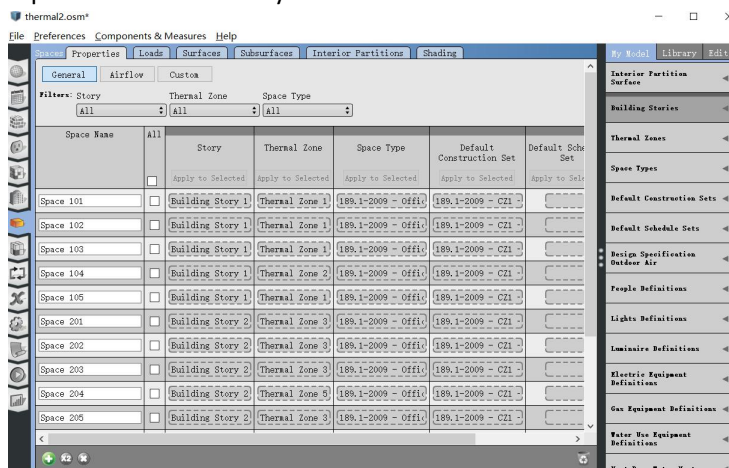 thermal2.osm*
File Preferences Components & Measures Help
Spaces Properties Loads Surfaces Subsurfaces Interior Partitions Shading
My Model Library Edit
General Airflow Custom
Filters: Story Thermal Zone Space Type
All All All
Space Name All Story Thermal Zone Space Type Default Construction Set Default Sche Set
Apply to Selected Apply to Selected Apply to Selected Apply to Selected Apply to Sele
Space 101 Building Story 1 Thermal Zone 1 189.1-2009 - Offi 189.1-2009 - CZ1 -
Space 102 Building Story 1 Thermal Zone 1 189.1-2009 - Offi 189.1-2009 - CZ1 -
Space 103 Building Story 1 Thermal Zone 1 189.1-2009 - Offi 189.1-2009 - CZ1 -
Space 104 Building Story 1 Thermal Zone 2 189.1-2009 - Offi 189.1-2009 - CZ1 -
Space 105 Building Story 1 Thermal Zone 1 189.1-2009 - Offi 189.1-2009 - CZ1 -
Space 201 Building Story 2 Thermal Zone 3 189.1-2009 - Offi 189.1-2009 - CZ1 -
Space 202 Building Story 2 Thermal Zone 3 189.1-2009 - Offi 189.1-2009 - CZ1 -
Space 203 Building Story 2 Thermal Zone 3 189.1-2009 - Offi 189.1-2009 - CZ1 -
Space 204 Building Story 2 Thermal Zone 5 189.1-2009 - Offi 189.1-2009 - CZ1 -
Space 205 Building Story 2 Thermal Zone 3 189.1-2009 - Offi 189.1-2009 - CZ1 -
x2
Interior Partition
Surface
Building Stories
Thermal Zones
Space Types
Default Construction Sets
Default Schedule Sets
Design Specification
Outdoor Air
People Definitions
Lights Definitions
Luminaire Definitions
Electric Equipment
Definitions
Gas Equipment Definitions
Water Use Equipment
Definitions